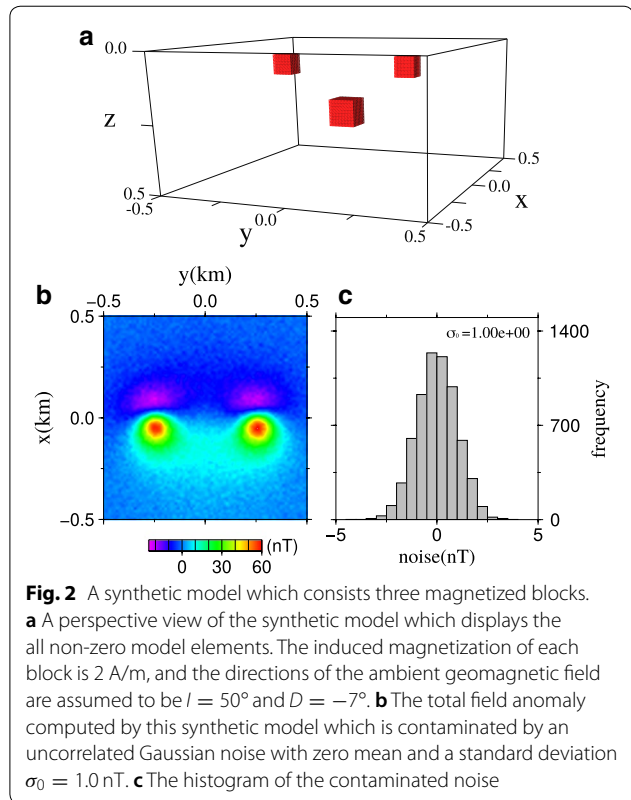 a
0.0
z
0.5
-0.5
0.0
y
0.5
-0.5
0.0
0.5
x
b
y(km)
−0.5 0.0 0.5
0.5
0.0
−0.5
x(km)
(nT)
0 30 60
c
σ₀=1.00e+00
1400
700
0
frequency
−5 0 5
noise(nT)
Fig. 2 A synthetic model which consists three magnetized blocks.
a A perspective view of the synthetic model which displays the
all non-zero model elements. The induced magnetization of each
block is 2 A/m, and the directions of the ambient geomagnetic field
are assumed to be I = 50° and D = −7°. b The total field anomaly
computed by this synthetic model which is contaminated by an
uncorrelated Gaussian noise with zero mean and a standard deviation
σ₀ = 1.0 nT. c The histogram of the contaminated noise